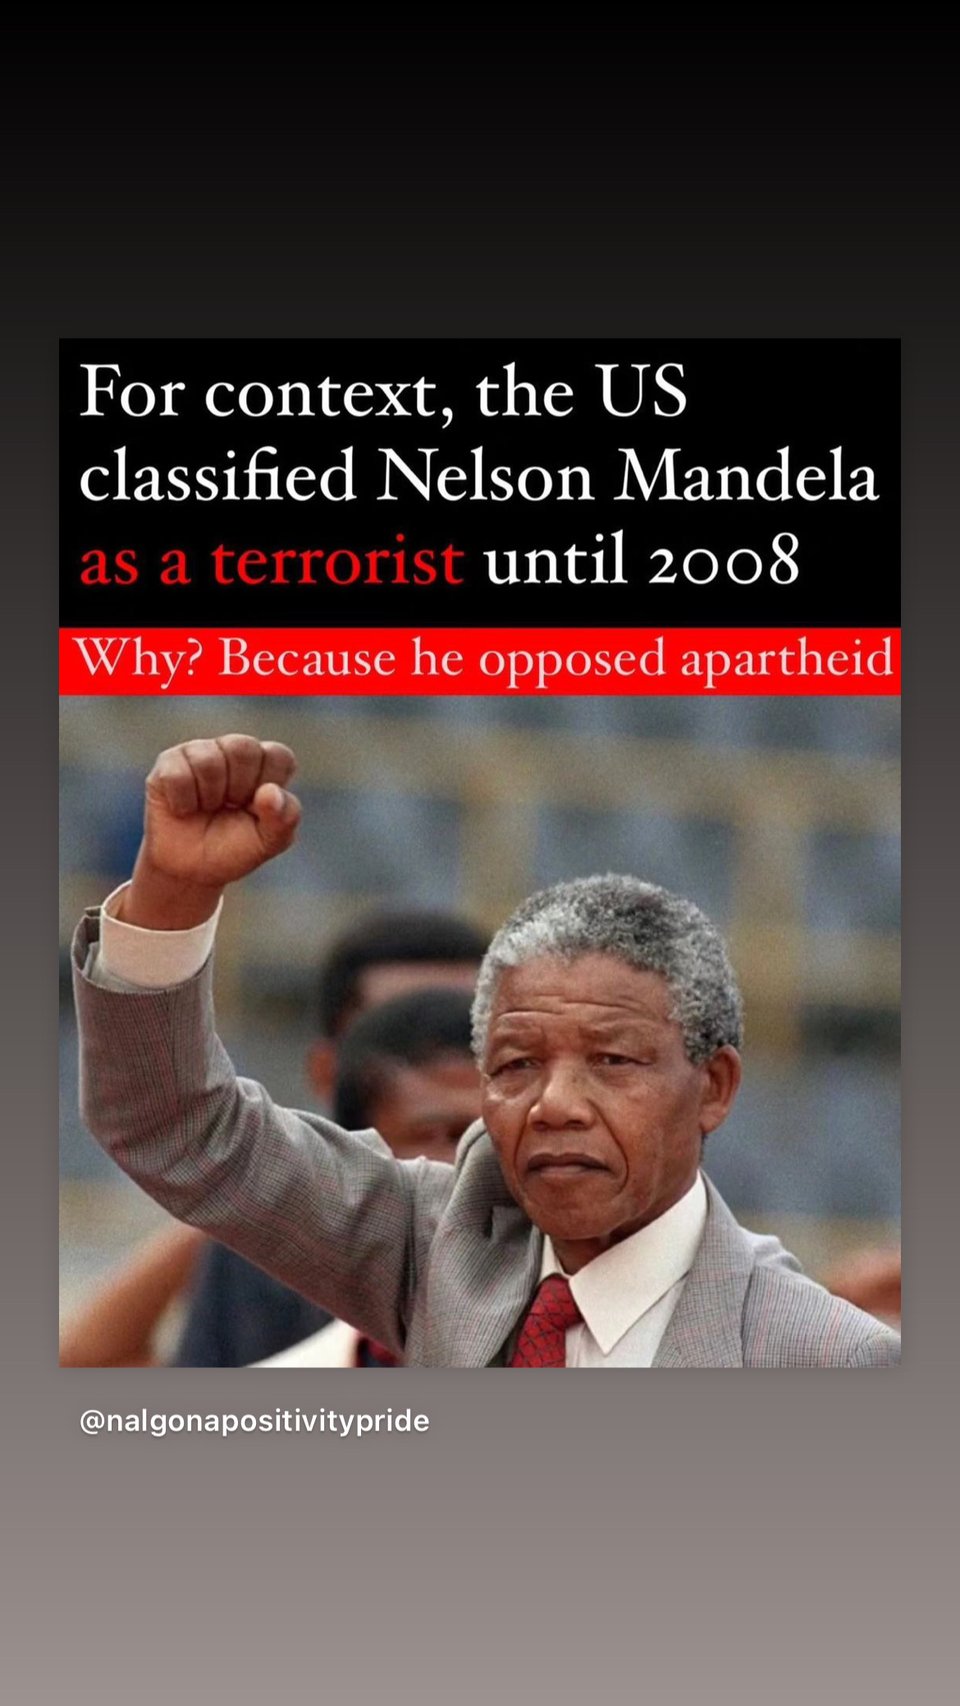 For context, the US
classified Nelson Mandela
as a terrorist until 2008
Why? Because he opposed apartheid
@nalgonapositivitypride